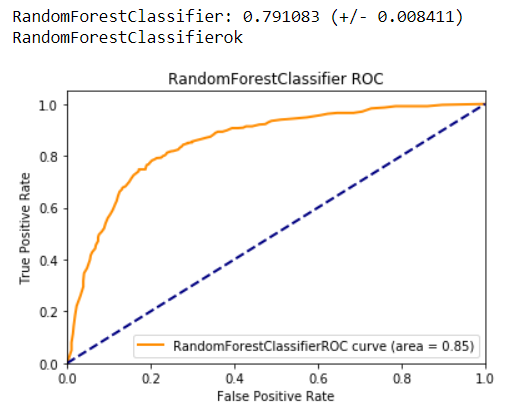 RandomForestClassifier: 0.791083 (+/- 0.008411)
RandomForestClassifierok
RandomForestClassifier ROC
1.0
0.8
0.6
0.4
0.2
0.0
True Positive Rate
RandomForestClassifierROC curve (area = 0.85)
0.0 0.2 0.4 0.6 0.8 1.0
False Positive Rate